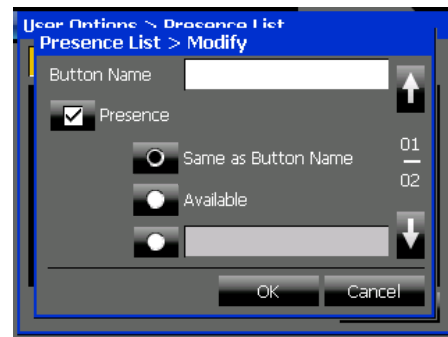 User Options > Presence List
Presence List > Modify
Button Name
Presence
Same as Button Name
01
02
Available
OK
Cancel